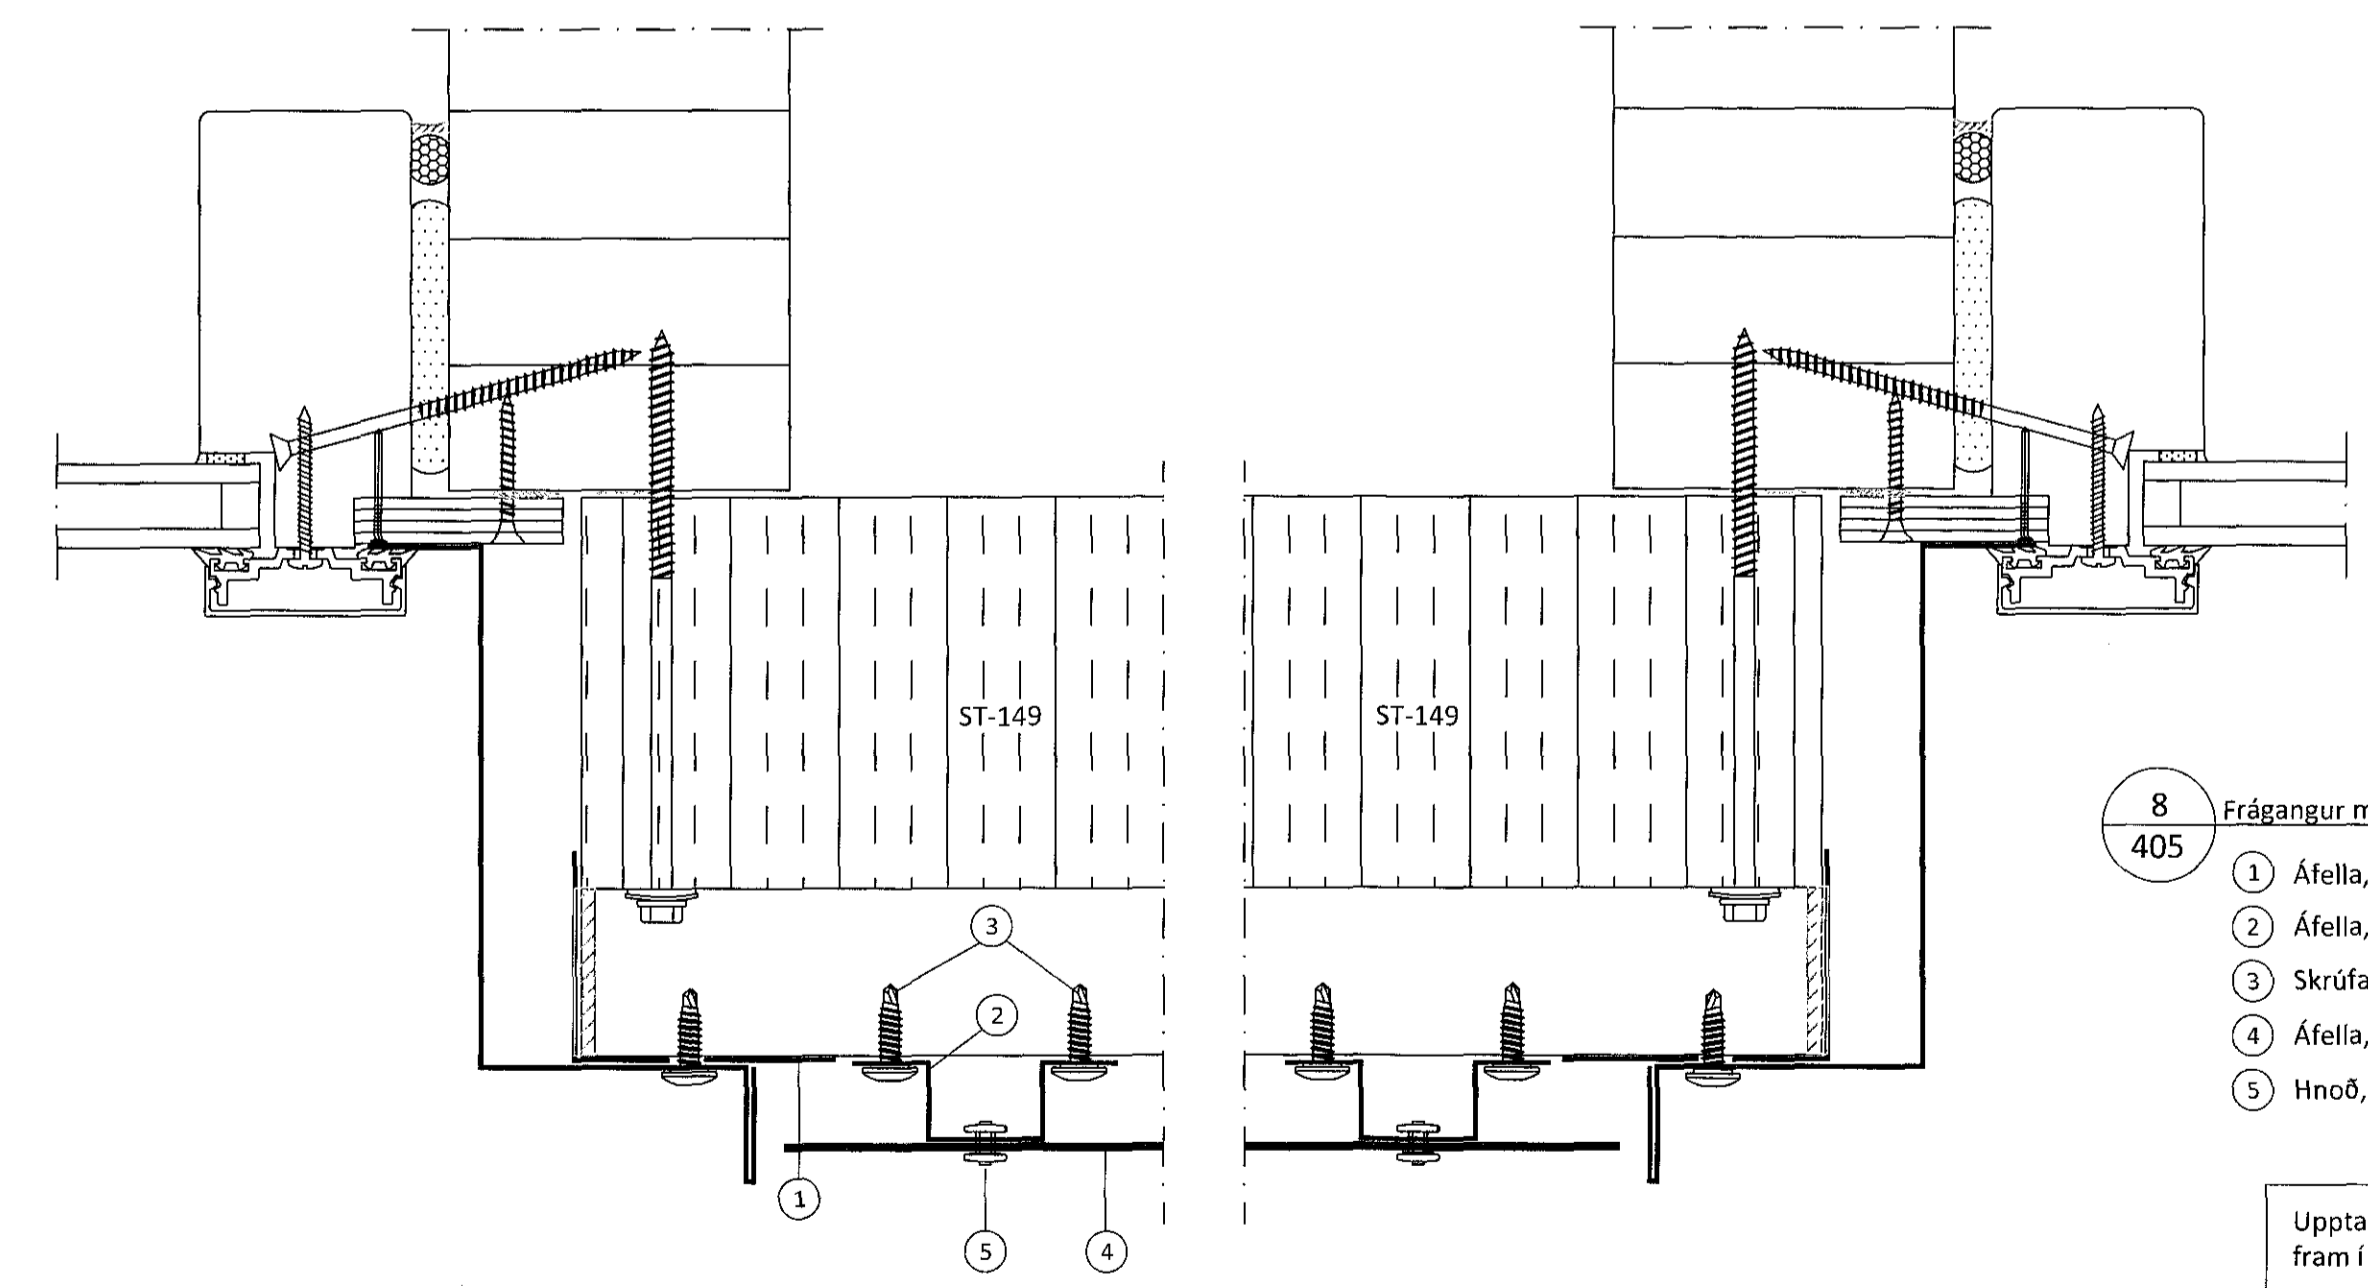 ST-149
ST-149
8
405
Frágangur
1 Áfella,
2 Áfella,
3 Skrúfa
4 Áfella,
5 Hnoð,
3
2
1
5
4
Uppta
fram í